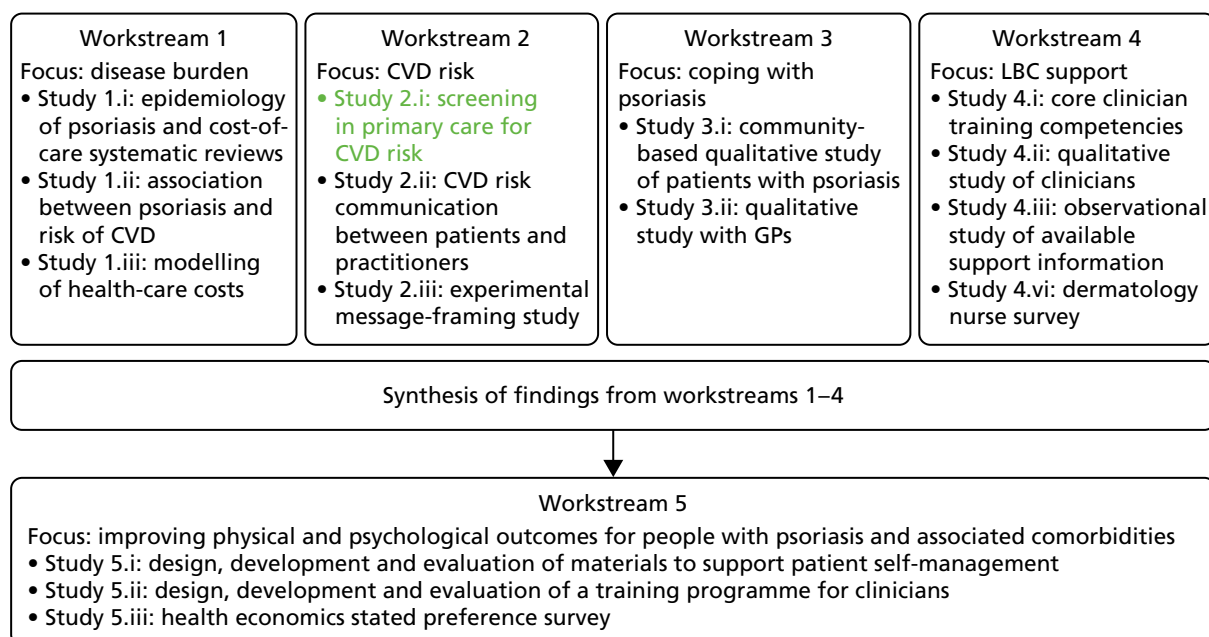 Workstream 1
Focus: disease burden
• Study 1.i: epidemiology
of psoriasis and cost-of-
care systematic reviews
• Study 1.ii: association
between psoriasis and
risk of CVD
• Study 1.iii: modelling
of health-care costs
Workstream 2
Focus: CVD risk
• Study 2.i: screening
in primary care for
CVD risk
• Study 2.ii: CVD risk
communication
between patients and
practitioners
• Study 2.iii: experimental
message-framing study
Workstream 3
Focus: coping with
psoriasis
• Study 3.i: community-
based qualitative study
of patients with psoriasis
• Study 3.ii: qualitative
study with GPs
Workstream 4
Focus: LBC support
• Study 4.i: core clinician
training competencies
• Study 4.ii: qualitative
study of clinicians
• Study 4.iii: observational
study of available
support information
• Study 4.vi: dermatology
nurse survey
Synthesis of findings from workstreams 1–4
Workstream 5
Focus: improving physical and psychological outcomes for people with psoriasis and associated comorbidities
• Study 5.i: design, development and evaluation of materials to support patient self-management
• Study 5.ii: design, development and evaluation of a training programme for clinicians
• Study 5.iii: health economics stated preference survey